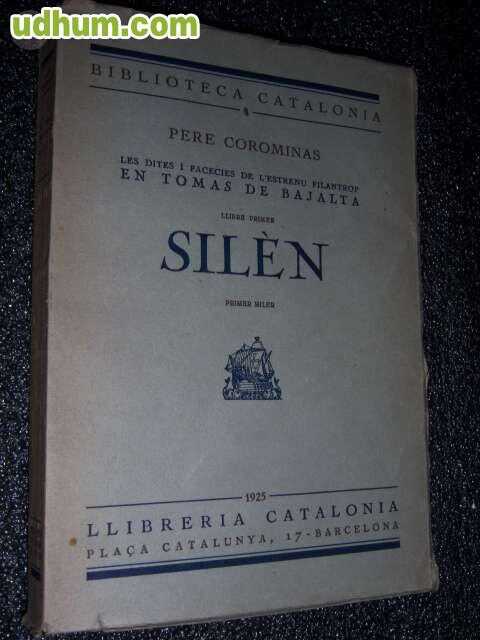 udhum.com
BIBLIOTECA CATALONIA
PERE COROMINAS
LES DITES I FACECIES DE L'ESTRENU FILANTROP
EN TOMAS DE BAJALTA
LLIBRE PRIMER
SILÈN
PRIMER MILER
1925
LLIBRERIA CATALONIA
PLAÇA CATALUNYA, 17-BARCELONA